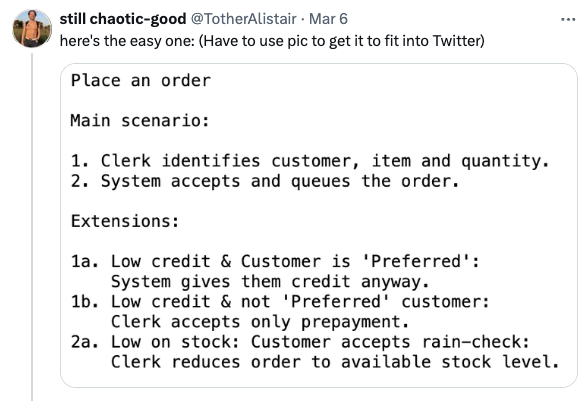 still chaotic-good @TotherAlistair · Mar 6
here's the easy one: (Have to use pic to get it to fit into Twitter)
Place an order
Main scenario:
1. Clerk identifies customer, item and quantity.
2. System accepts and queues the order.
Extensions:
1a. Low credit & Customer is 'Preferred':
System gives them credit anyway.
1b. Low credit & not 'Preferred' customer:
Clerk accepts only prepayment.
2a. Low on stock: Customer accepts rain-check:
Clerk reduces order to available stock level.